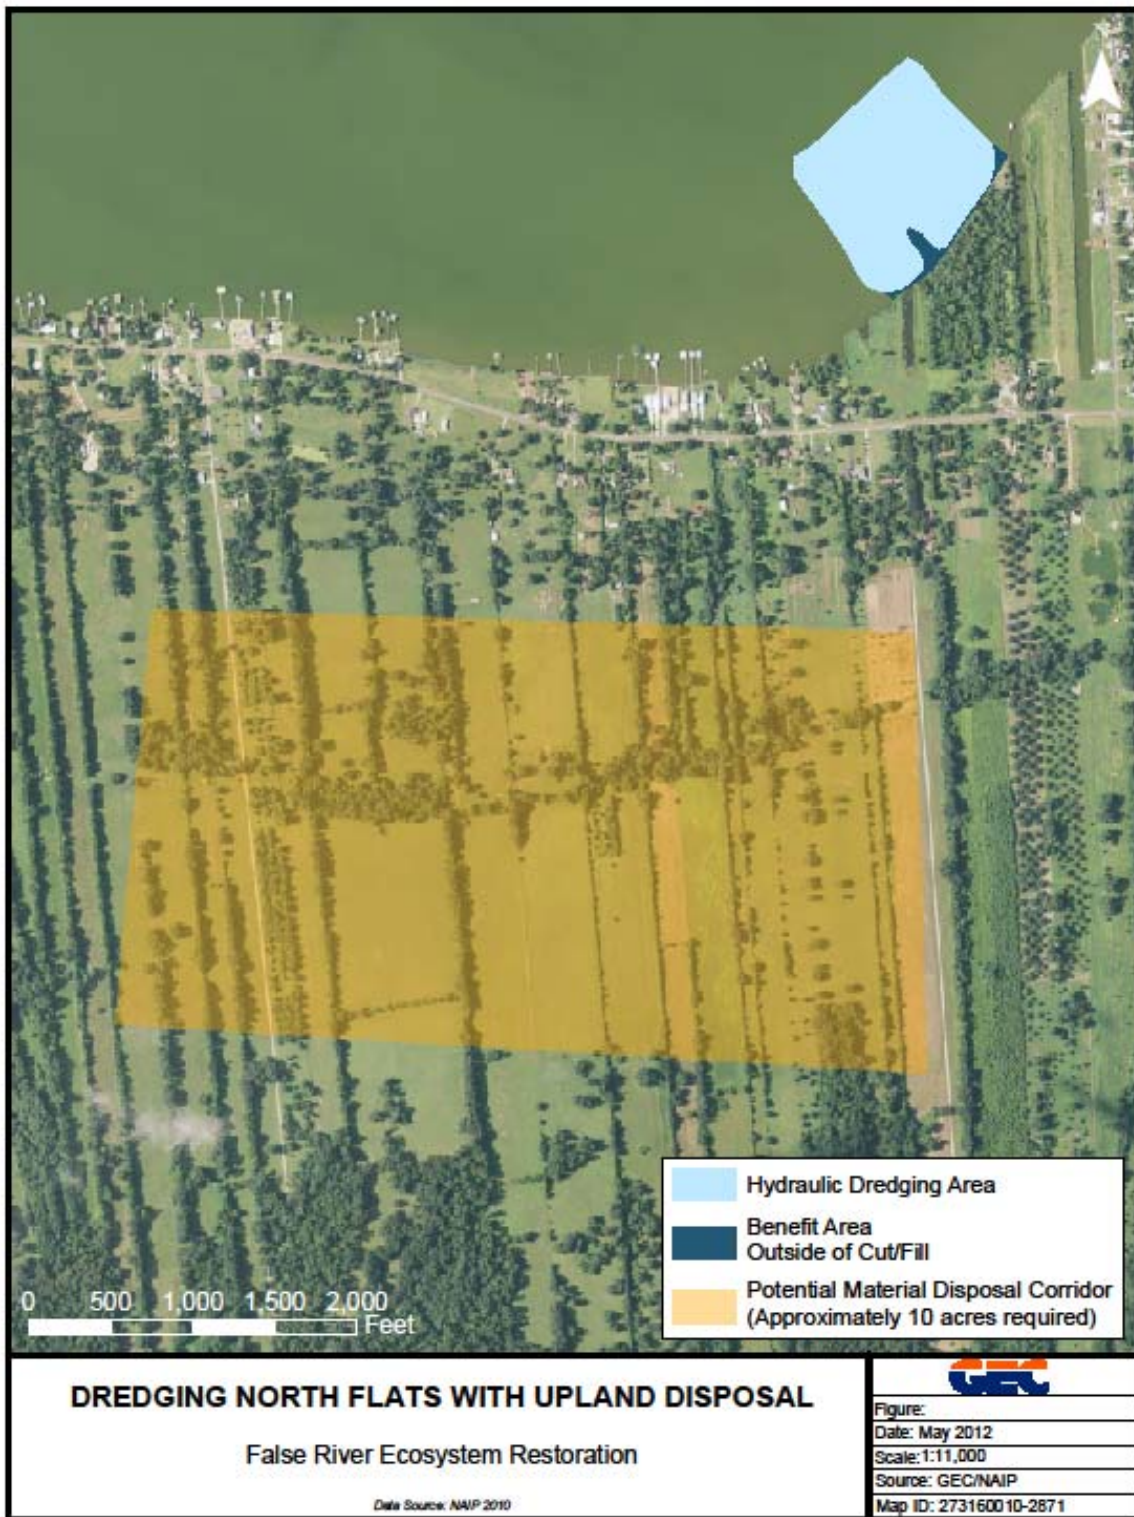 Hydraulic Dredging Area
Benefit Area
Outside of Cut/Fill
Potential Material Disposal Corridor
(Approximately 10 acres required)
0 500 1,000 1,500 2,000
Feet
DREDGING NORTH FLATS WITH UPLAND DISPOSAL
False River Ecosystem Restoration
Data Source: NAIP 2010
GEC
Figure:
Date: May 2012
Scale:1:11,000
Source: GEC/NAIP
Map ID: 273160010-2871